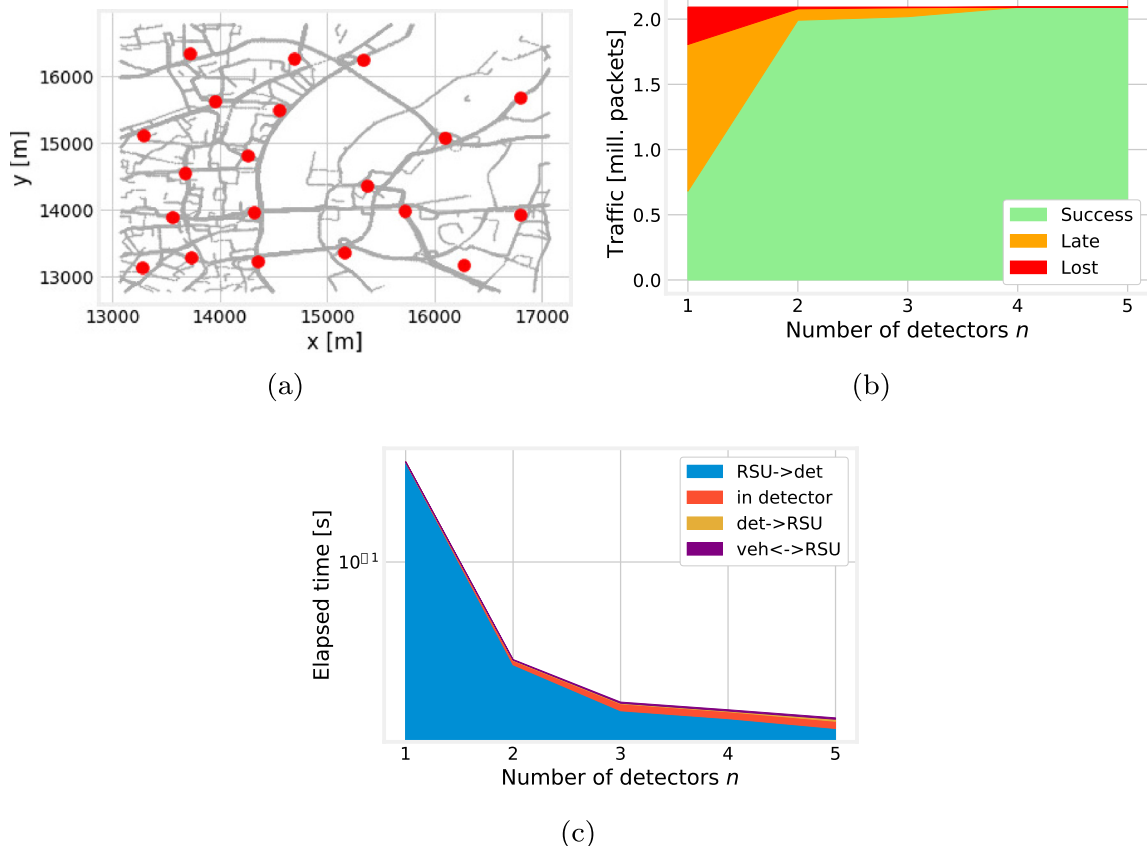 16000
15000
14000
13000
y [m]
13000 14000 15000 16000 17000
x [m]
(a)
2.0
1.5
1.0
0.5
0.0
Traffic [mill. packets]
Success
Late
Lost
1 2 3 4 5
Number of detectors n
(b)
RSU->det
in detector
det->RSU
veh<->RSU
10▯1
Elapsed time [s]
1 2 3 4 5
Number of detectors n
(c)